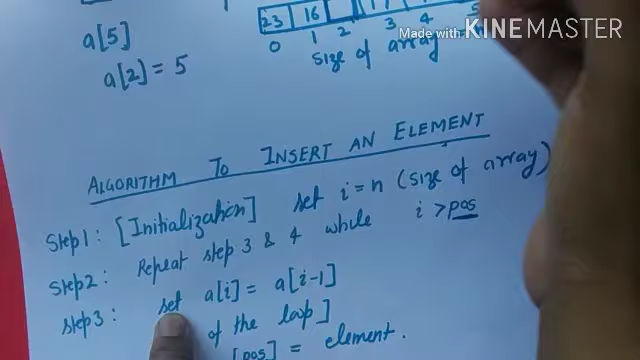 23 16
0 1 2 3 4 5
a[5]
size of array
a[2] = 5
Made with KINEMASTER
ALGORITHM TO INSERT AN ELEMENT
Step1: [Initialization] set i=n (size of array)
Step2: Repeat step 3 & 4 while i > pos
Step3: set a[i] = a[i-1]
of the loop]
[pos] = element.